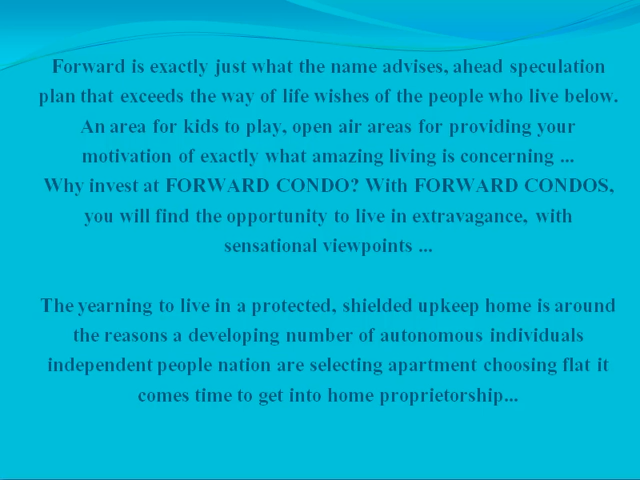 Forward is exactly just what the name advises, ahead speculation
plan that exceeds the way of life wishes of the people who live below.
An area for kids to play, open air areas for providing your
motivation of exactly what amazing living is concerning ...
Why invest at FORWARD CONDO? With FORWARD CONDOS,
you will find the opportunity to live in extravagance, with
sensational viewpoints ...
The yearning to live in a protected, shielded upkeep home is around
the reasons a developing number of autonomous individuals
independent people nation are selecting apartment choosing flat it
comes time to get into home proprietorship...